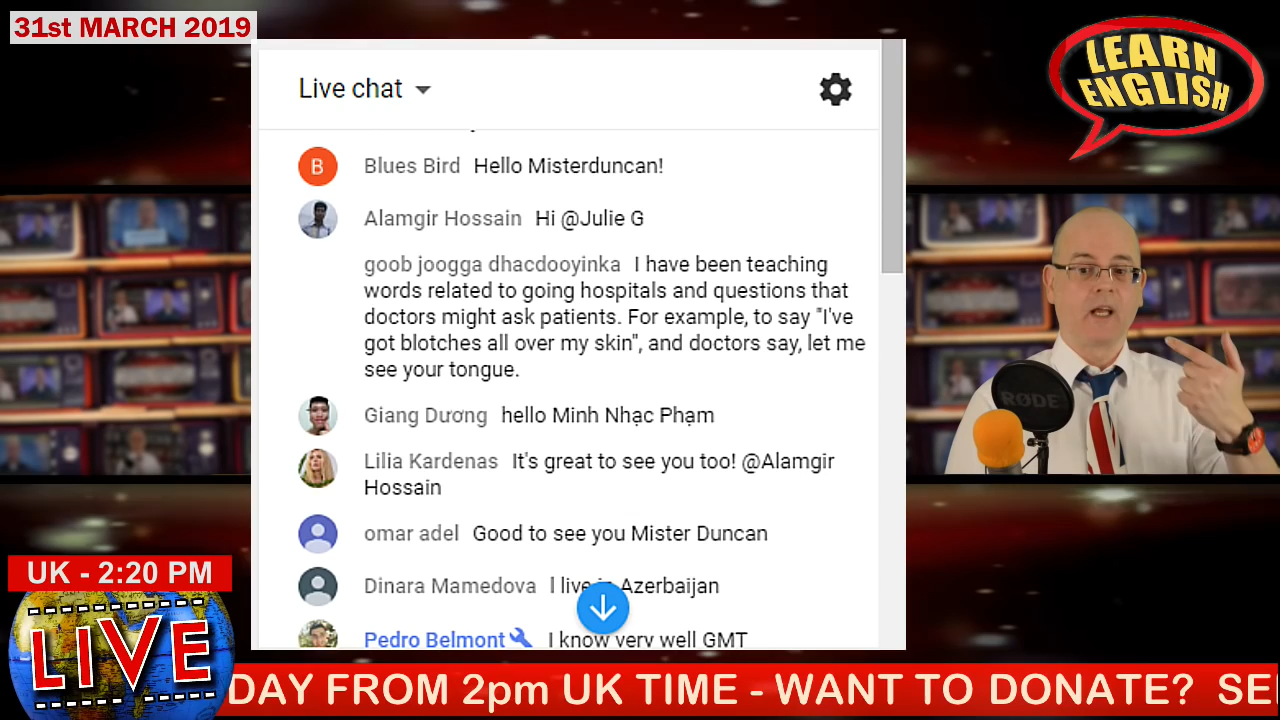 31st MARCH 2019
LEARN
ENGLISH
Live chat
B
Blues Bird Hello Misterduncan!
Alamgir Hossain Hi @Julie G
goob joogga dhacdooyinka I have been teaching
words related to going hospitals and questions that
doctors might ask patients. For example, to say "I've
got blotches all over my skin", and doctors say, let me
see your tongue.
Giang Dương hello Minh Nhạc Phạm
Lilia Kardenas It's great to see you too! @Alamgir
Hossain
omar adel Good to see you Mister Duncan
Dinara Mamedova l live in Azerbaijan
Pedro Belmont I know very well GMT
RØDE
UK - 2:20 PM
LIVE
DAY FROM 2pm UK TIME - WANT TO DONATE? SE